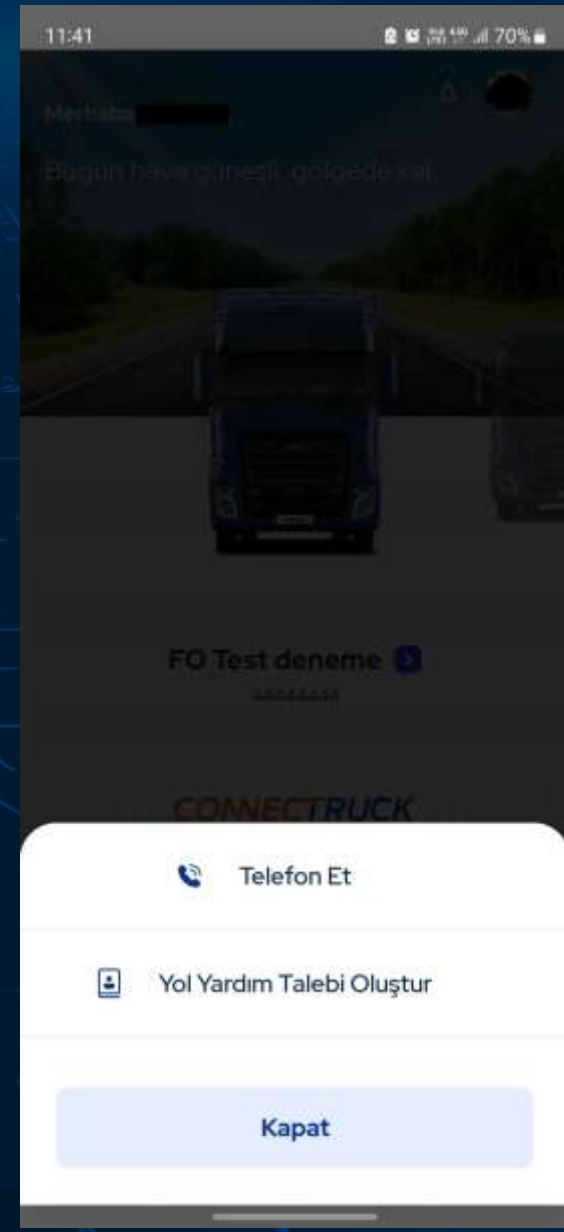 11:41
70%
Merhaba
Bugün hava güneşli, gölgede kal.
FO Test deneme
CONNECTRUCK
Telefon Et
Yol Yardım Talebi Oluştur
Kapat